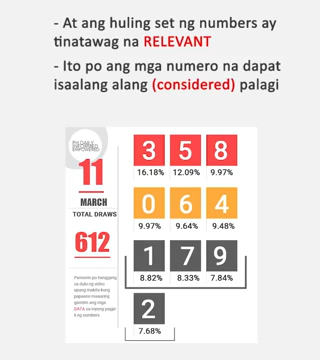 - At ang huling set ng numbers ay
tinatawag na RELEVANT
- Ito po ang mga numero na dapat
isaalang alang (considered) palagi
11
MARCH
TOTAL DRAWS
612
3 5 8
16.18% 12.09% 9.97%
0 6 4
9.97% 9.64% 9.48%
1 7 9
8.82% 8.33% 7.84%
2
7.68%